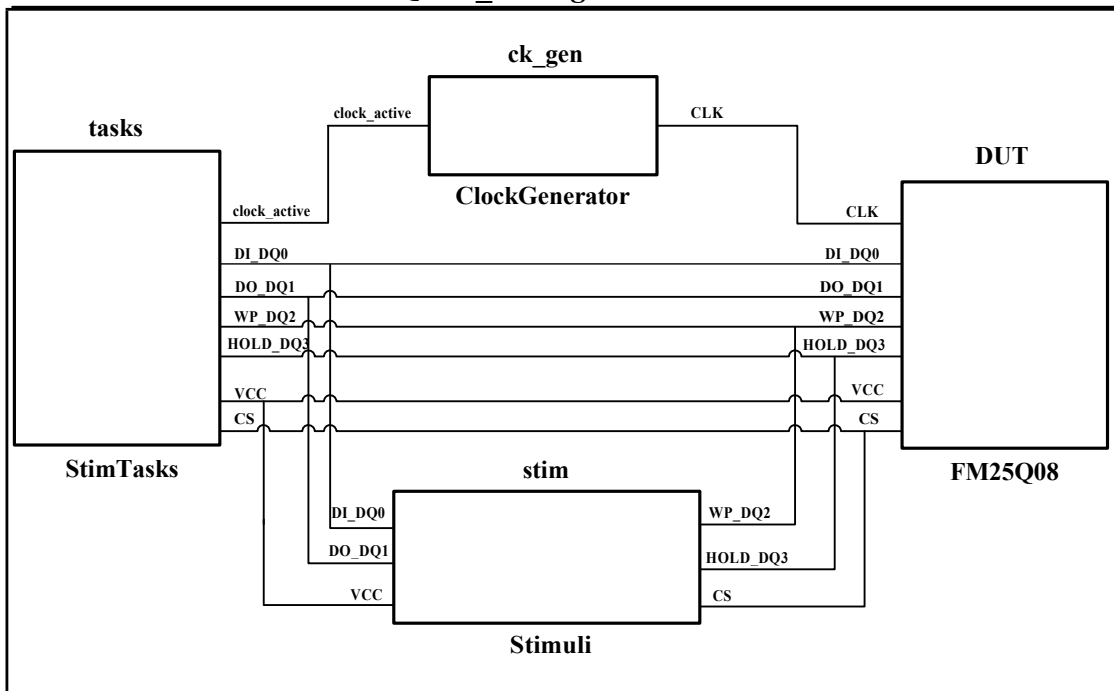 ck_gen
clock_active
CLK
tasks
DUT
ClockGenerator
clock_active
CLK
DI_DQ0
DI_DQ0
DO_DQ1
DO_DQ1
WP_DQ2
WP_DQ2
HOLD_DQ3
HOLD_DQ3
VCC
VCC
CS
CS
StimTasks
stim
FM25Q08
DI_DQ0
WP_DQ2
DO_DQ1
HOLD_DQ3
VCC
CS
Stimuli